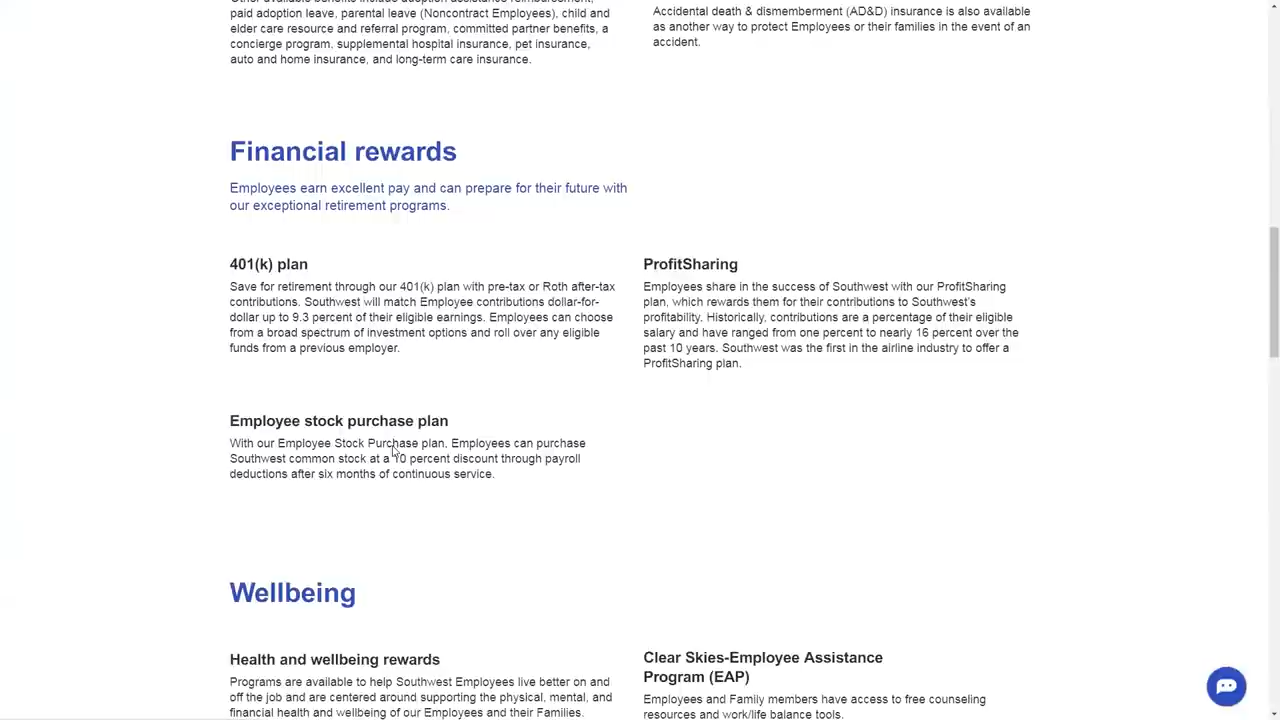 paid adoption leave, parental leave (Noncontract Employees), child and
elder care resource and referral program, committed partner benefits, a
concierge program, supplemental hospital insurance, pet insurance,
auto and home insurance, and long-term care insurance.
Accidental death & dismemberment (AD&D) insurance is also available
as another way to protect Employees or their families in the event of an
accident.
Financial rewards
Employees earn excellent pay and can prepare for their future with
our exceptional retirement programs.
401(k) plan
Save for retirement through our 401(k) plan with pre-tax or Roth after-tax
contributions. Southwest will match Employee contributions dollar-for-
dollar up to 9.3 percent of their eligible earnings. Employees can choose
from a broad spectrum of investment options and roll over any eligible
funds from a previous employer.
ProfitSharing
Employees share in the success of Southwest with our ProfitSharing
plan, which rewards them for their contributions to Southwest's
profitability. Historically, contributions are a percentage of their eligible
salary and have ranged from one percent to nearly 16 percent over the
past 10 years. Southwest was the first in the airline industry to offer a
ProfitSharing plan.
Employee stock purchase plan
With our Employee Stock Purchase plan, Employees can purchase
Southwest common stock at a 10 percent discount through payroll
deductions after six months of continuous service.
Wellbeing
Health and wellbeing rewards
Programs are available to help Southwest Employees live better on and
off the job and are centered around supporting the physical, mental, and
financial health and wellbeing of our Employees and their Families.
Clear Skies-Employee Assistance
Program (EAP)
Employees and Family members have access to free counseling
resources and work/life balance tools.